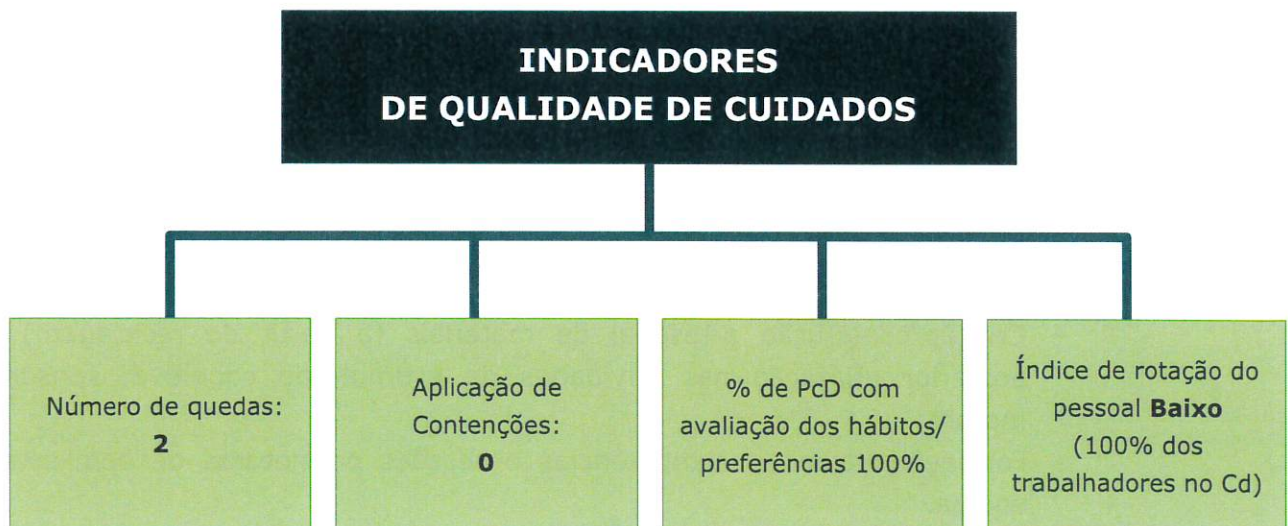 INDICADORES
DE QUALIDADE DE CUIDADOS
Número de quedas:
2
Aplicação de
Contenções:
0
% de PcD com
avaliação dos hábitos/
preferências 100%
Índice de rotação do
pessoal Baixo
(100% dos
trabalhadores no Cd)